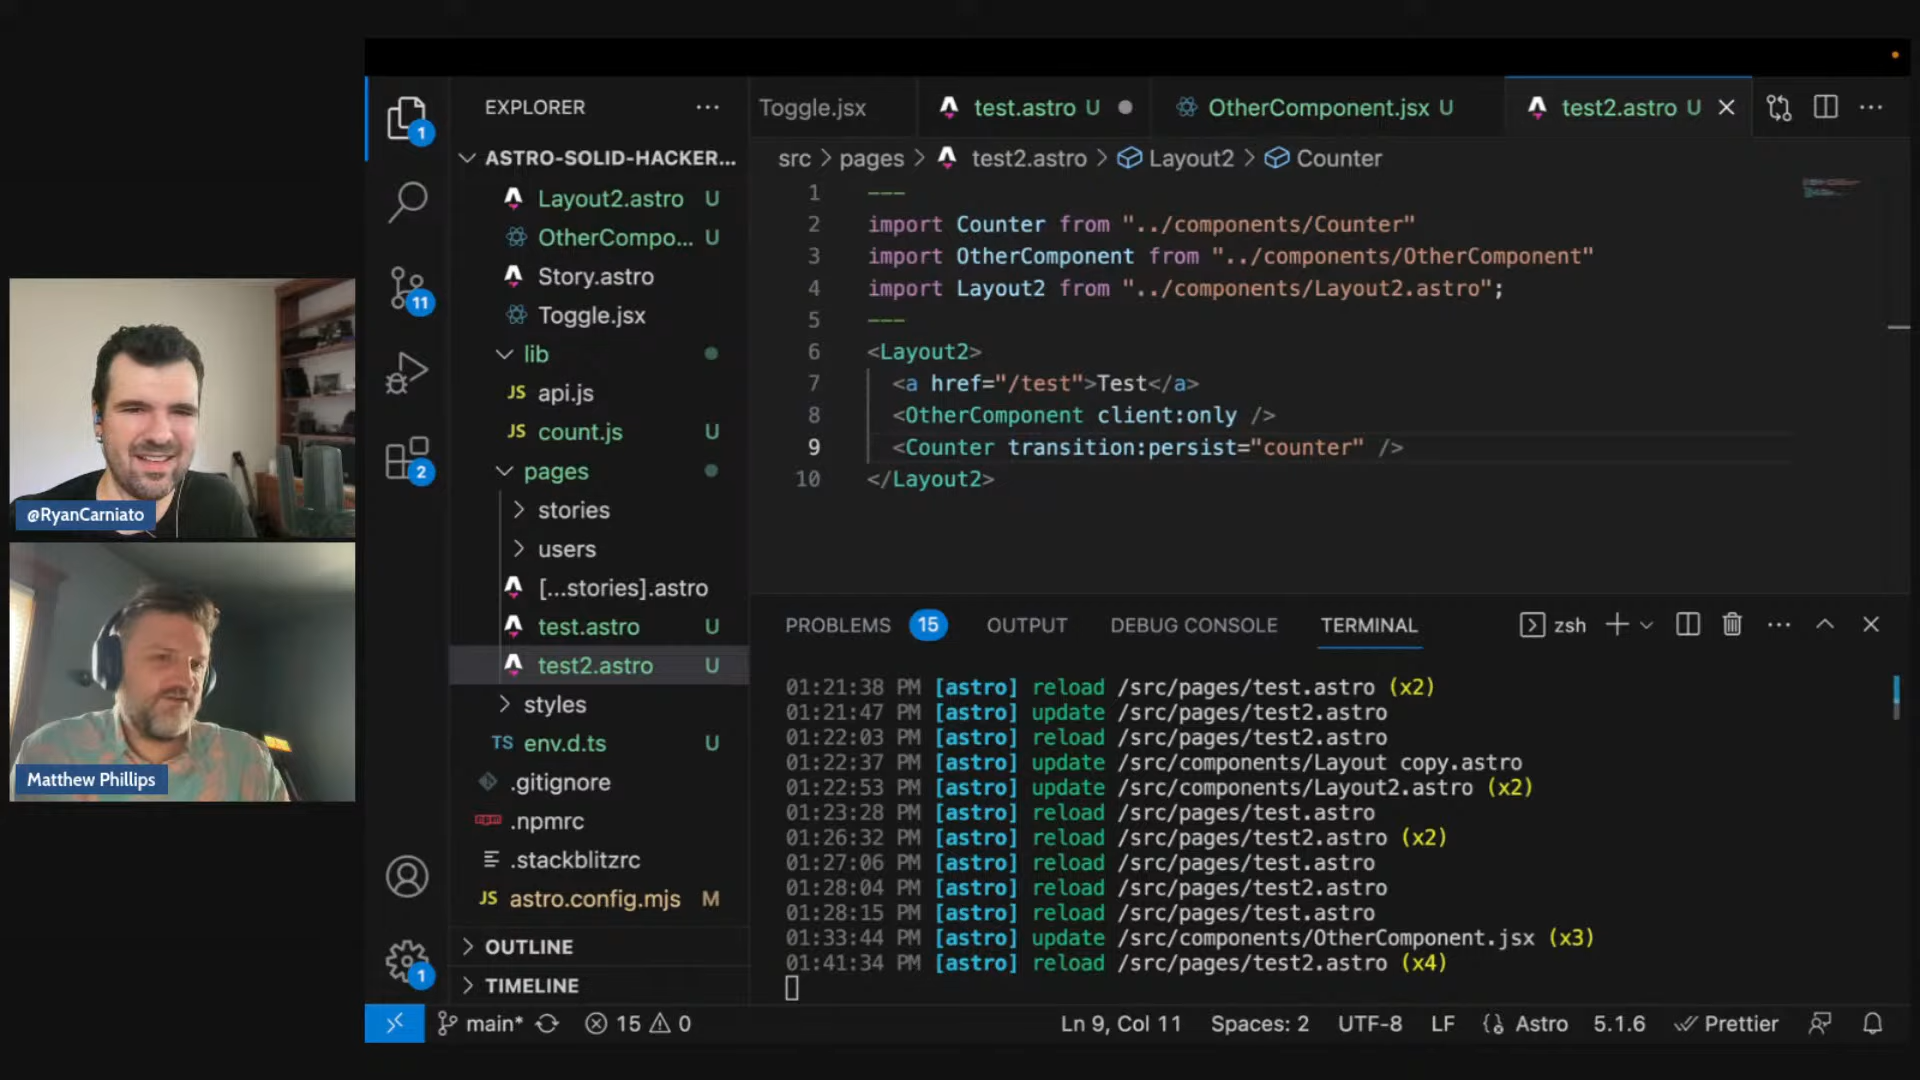 EXPLORER
ASTRO-SOLID-HACKER...
Layout2.astro U
OtherCompo... U
Story.astro
Toggle.jsx
lib
JS api.js
JS count.js U
pages
stories
users
[...stories].astro
test.astro U
test2.astro U
styles
TS env.d.ts U
.gitignore
npm .npmrc
.stackblitzrc
JS astro.config.mjs M
OUTLINE
TIMELINE
1
11
2
1
Toggle.jsx
test.astro U
OtherComponent.jsx U
test2.astro U
src > pages > test2.astro > Layout2 > Counter
1 ---
2 import Counter from "../components/Counter"
3 import OtherComponent from "../components/OtherComponent"
4 import Layout2 from "../components/Layout2.astro";
5 ---
6 <Layout2>
7 <a href="/test">Test</a>
8 <OtherComponent client:only />
9 <Counter transition:persist="counter" />
10 </Layout2>
PROBLEMS 15 OUTPUT DEBUG CONSOLE TERMINAL zsh
01:21:38 PM [astro] reload /src/pages/test.astro (x2)
01:21:47 PM [astro] update /src/pages/test2.astro
01:22:03 PM [astro] reload /src/pages/test2.astro
01:22:37 PM [astro] update /src/components/Layout copy.astro
01:22:53 PM [astro] update /src/components/Layout2.astro (x2)
01:23:28 PM [astro] reload /src/pages/test.astro
01:26:32 PM [astro] reload /src/pages/test2.astro (x2)
01:27:06 PM [astro] reload /src/pages/test.astro
01:28:04 PM [astro] reload /src/pages/test2.astro
01:28:15 PM [astro] reload /src/pages/test.astro
01:33:44 PM [astro] update /src/components/OtherComponent.jsx (x3)
01:41:34 PM [astro] reload /src/pages/test2.astro (x4)
main* 15 0
Ln 9, Col 11 Spaces: 2 UTF-8 LF Astro 5.1.6 Prettier
@RyanCarniato
Matthew Phillips